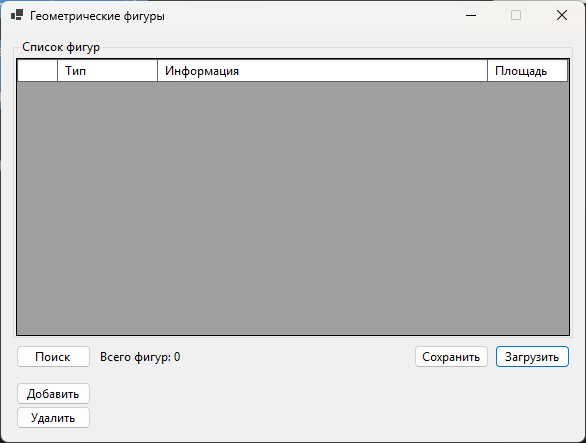 Геометрические фигуры
Список фигур
Тип Информация Площадь
Поиск Всего фигур: 0 Сохранить Загрузить
Добавить
Удалить